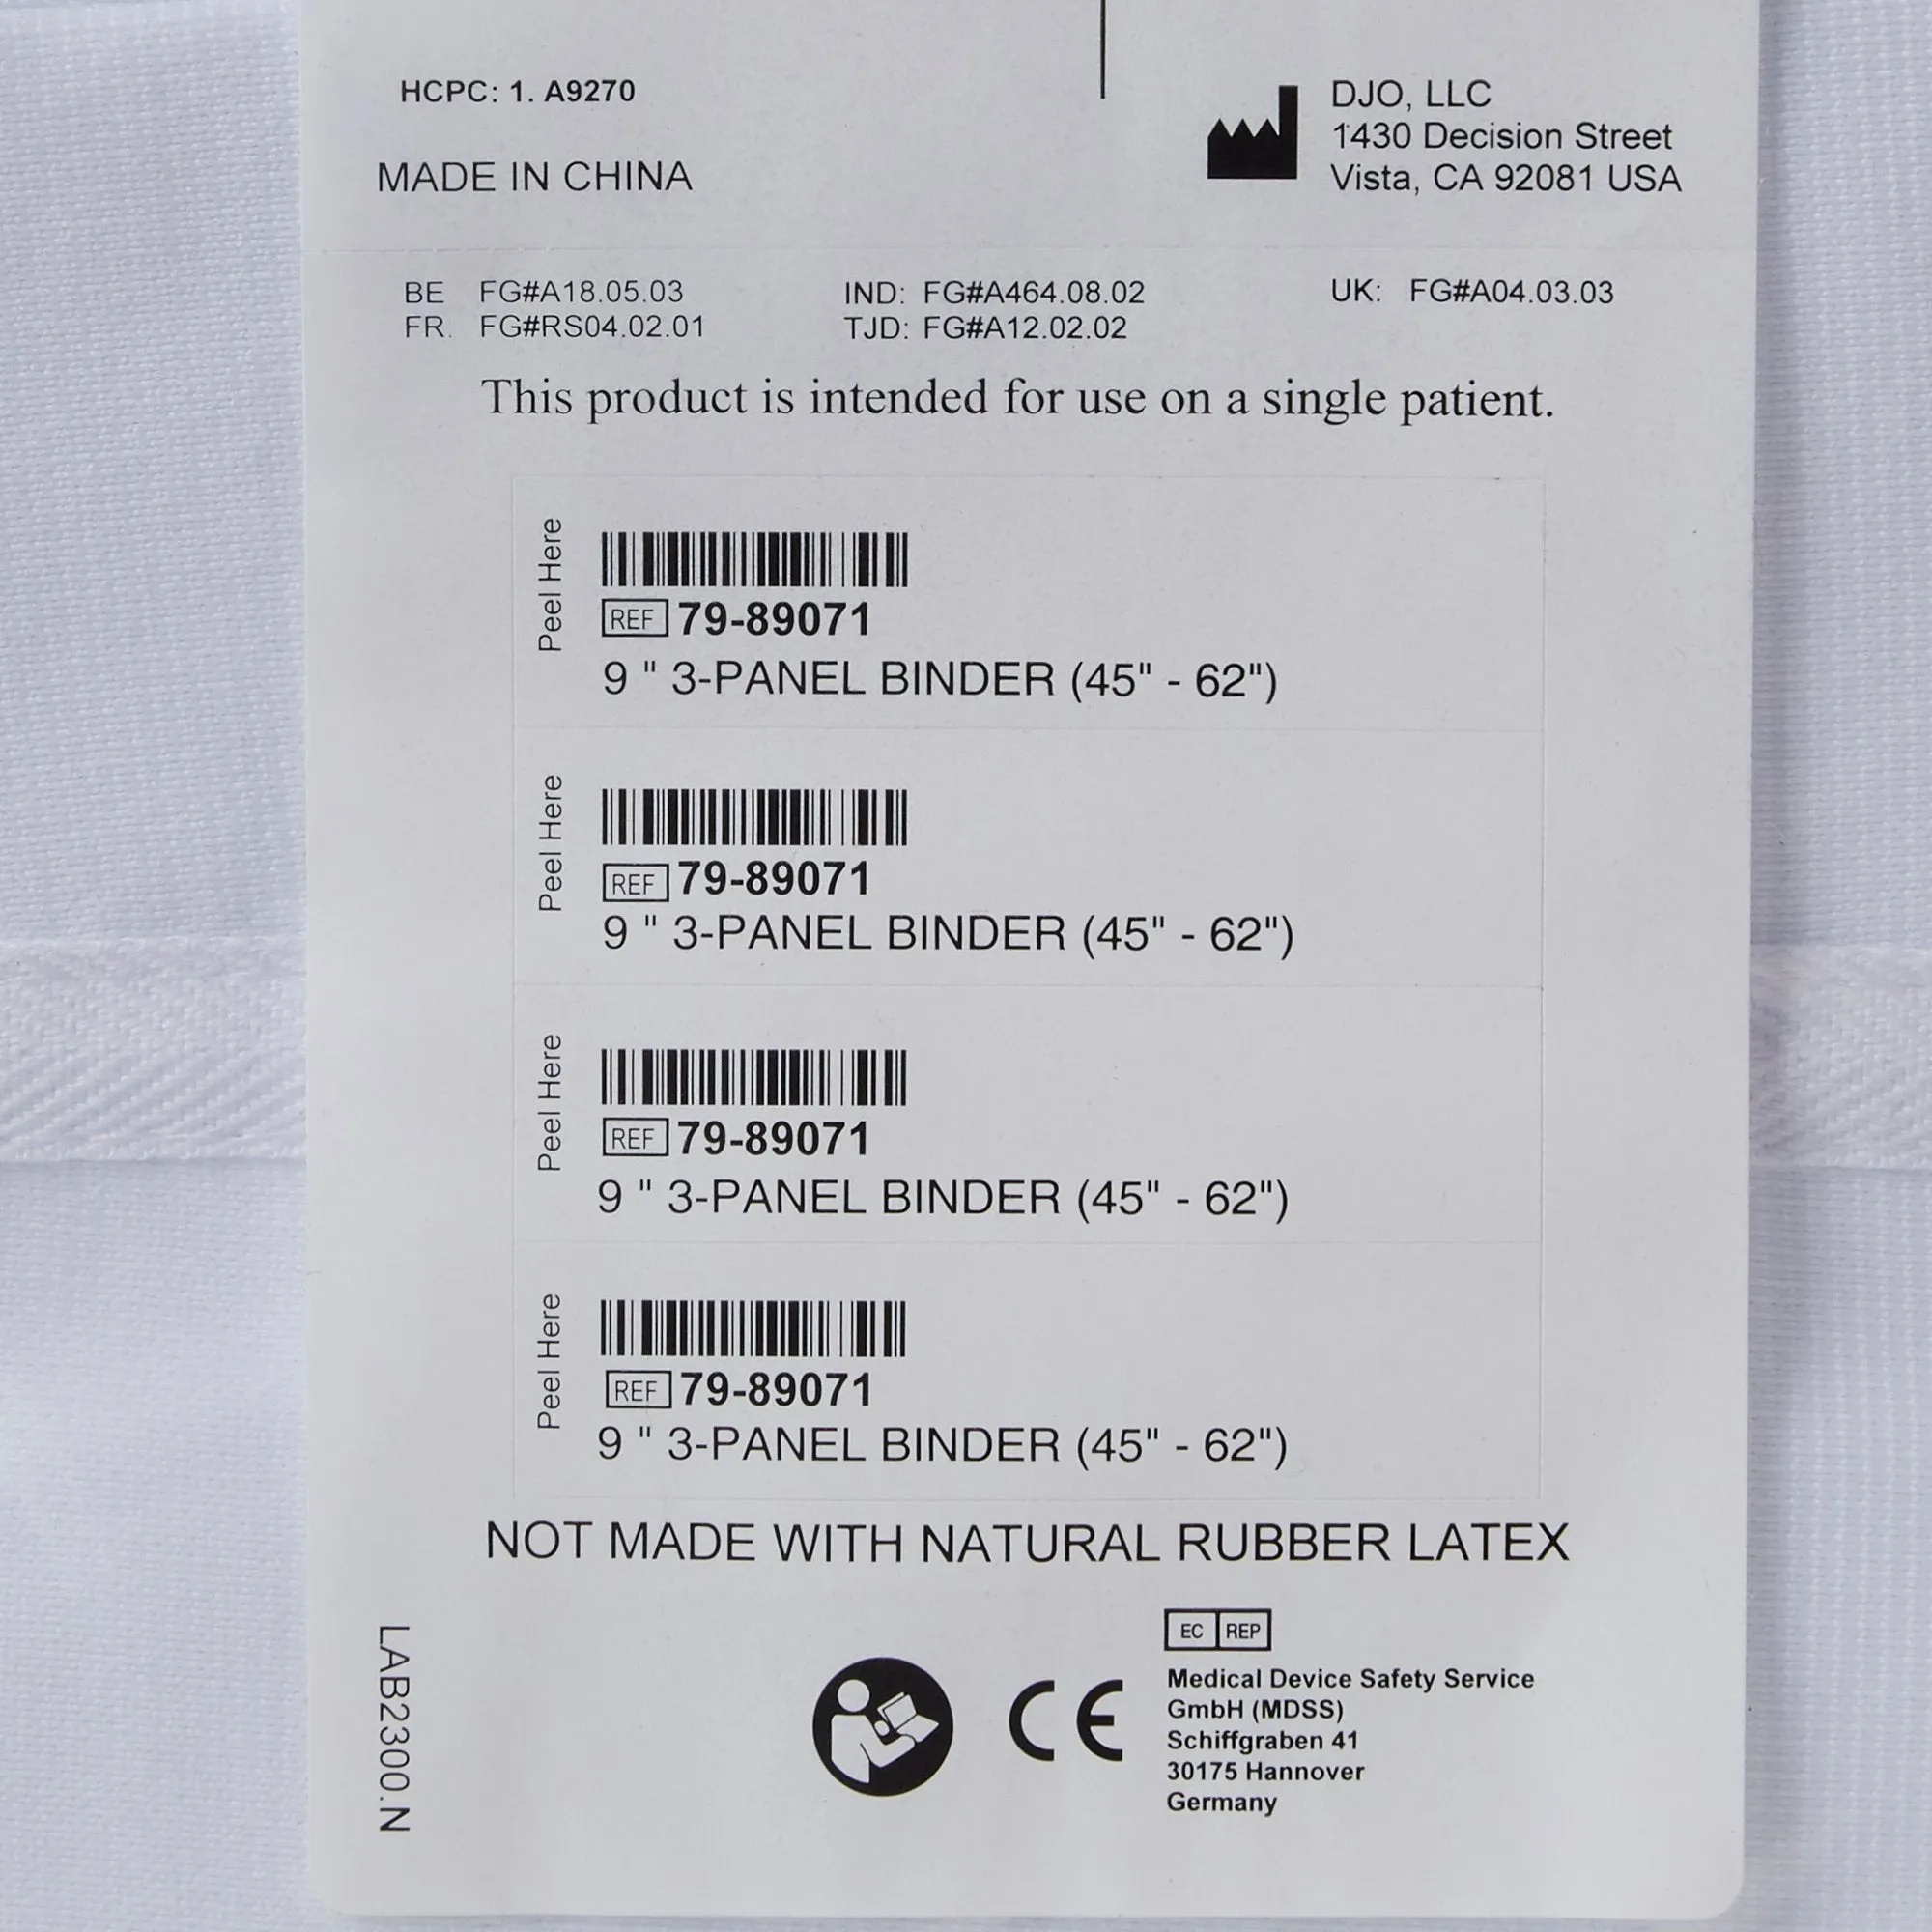 HCPC: 1. A9270
MADE IN CHINA
DJO, LLC
1430 Decision Street
Vista, CA 92081 USA
BE FG#A18.05.03
FR. FG#RS04.02.01
IND: FG#A464.08.02
TJD: FG#A12.02.02
UK: FG#A04.03.03
This product is intended for use on a single patient.
Peel Here
REF 79-89071
9 " 3-PANEL BINDER (45" - 62")
Peel Here
REF 79-89071
9 " 3-PANEL BINDER (45" - 62")
Peel Here
REF 79-89071
9 " 3-PANEL BINDER (45" - 62")
Peel Here
REF 79-89071
9 " 3-PANEL BINDER (45" - 62")
NOT MADE WITH NATURAL RUBBER LATEX
LAB2300.N
CE
EC REP
Medical Device Safety Service
GmbH (MDSS)
Schiffgraben 41
30175 Hannover
Germany